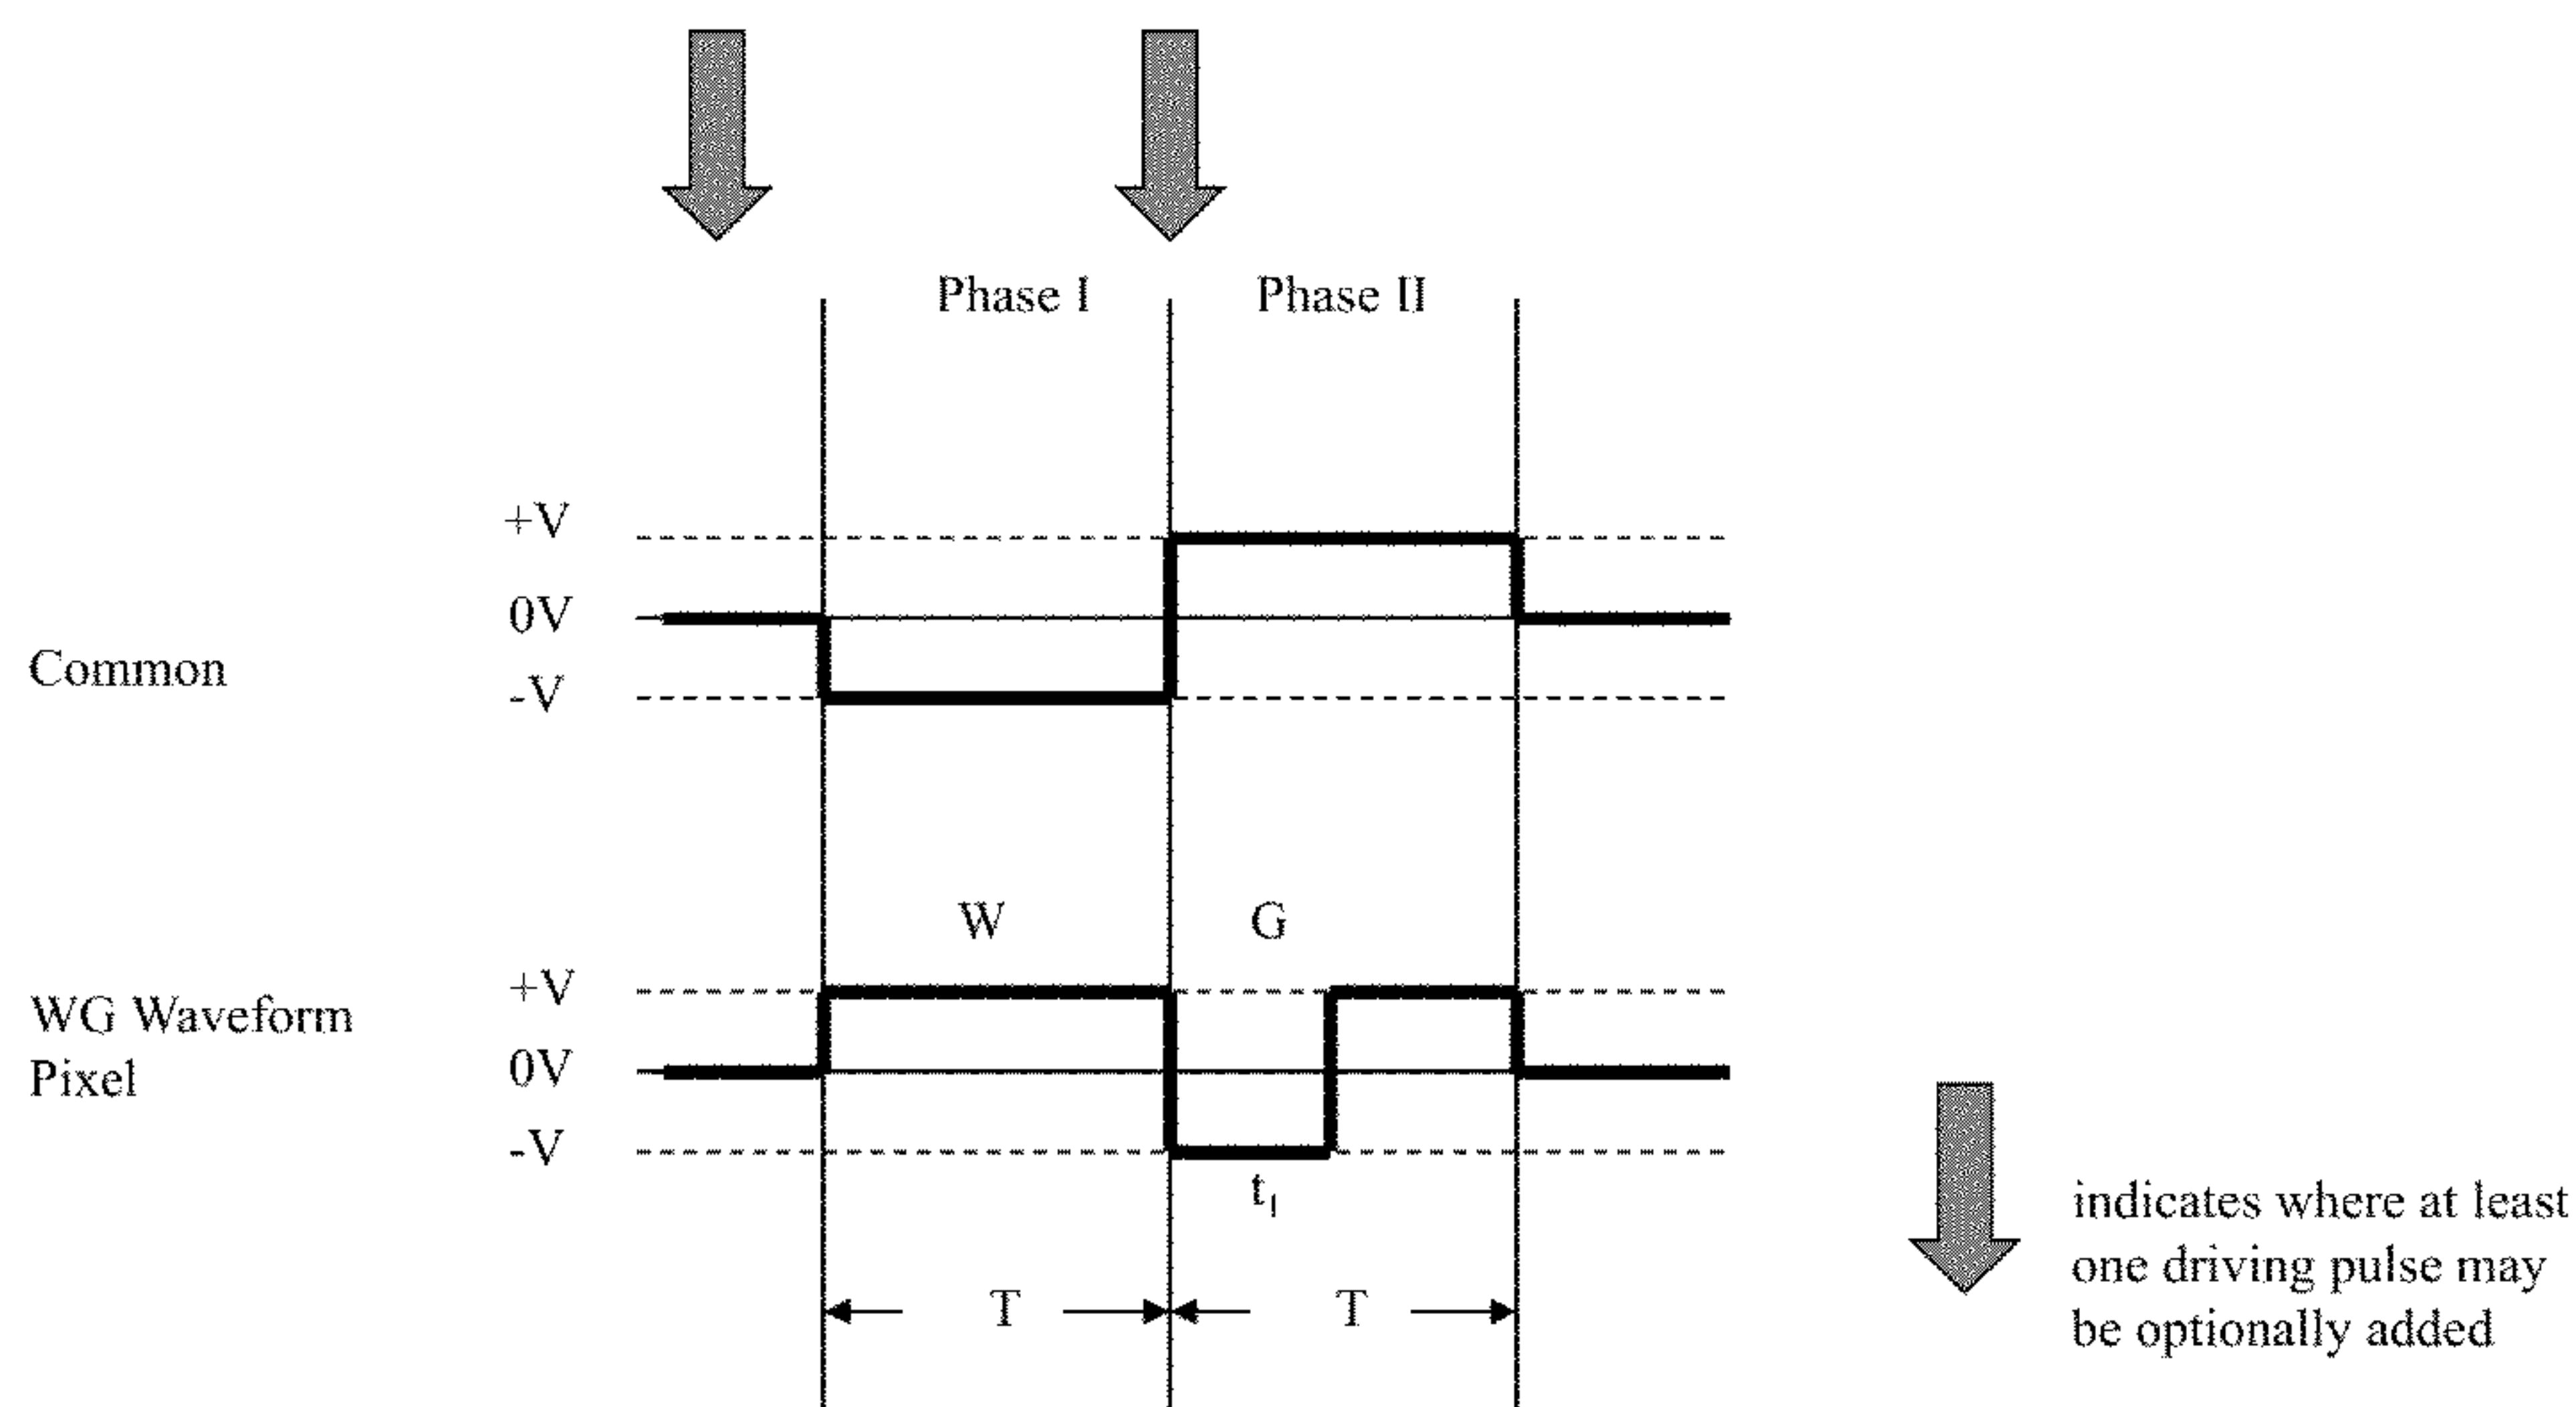 Phase I
Phase II
+V
0V
Common
-V
W
G
+V
WG Waveform
Pixel
0V
-V
t₁
indicates where at least
one driving pulse may
be optionally added
T
T